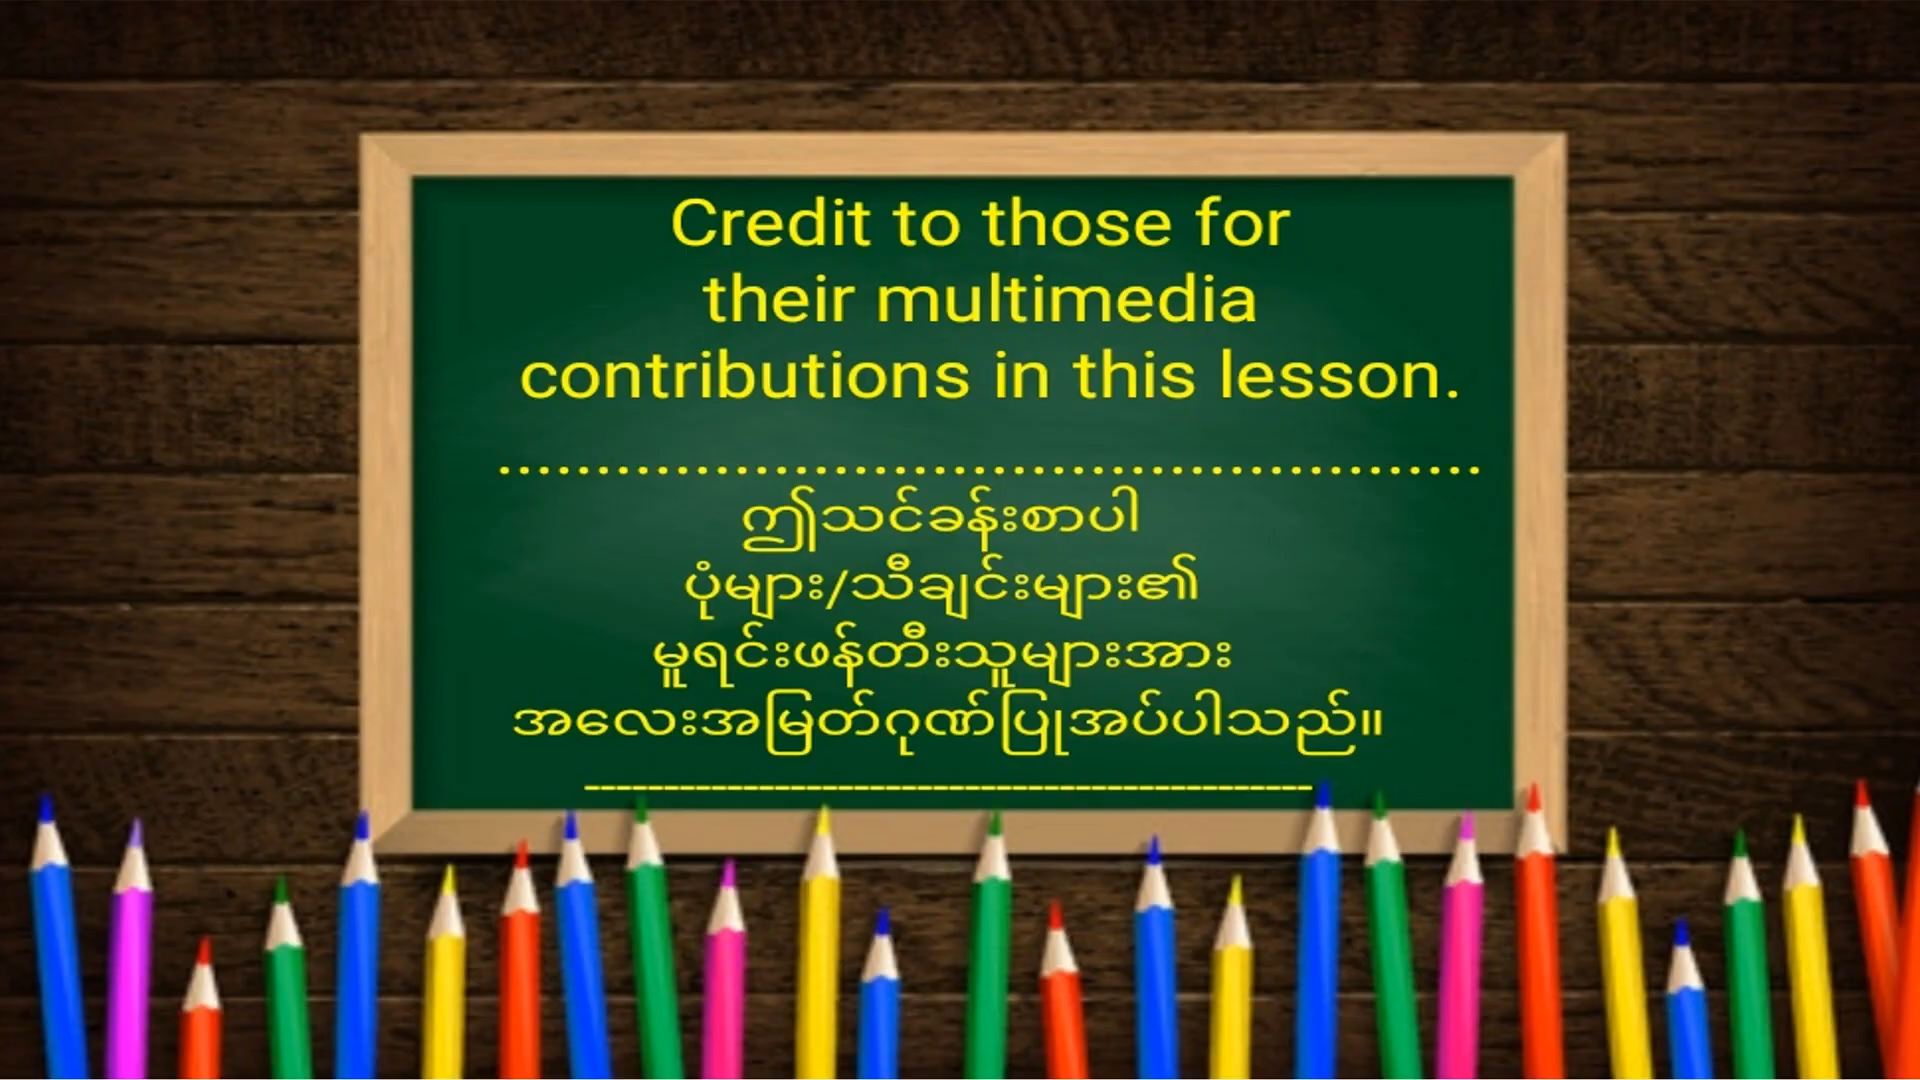 Credit to those for
their multimedia
contributions in this lesson.
..................................................
ဤသင်ခန်းစာပါ
ပုံများ/သီချင်းများ၏
မူရင်းဖန်တီးသူများအား
အလေးအမြတ်ဂုဏ်ပြုအပ်ပါသည်။
----------------------------------------------